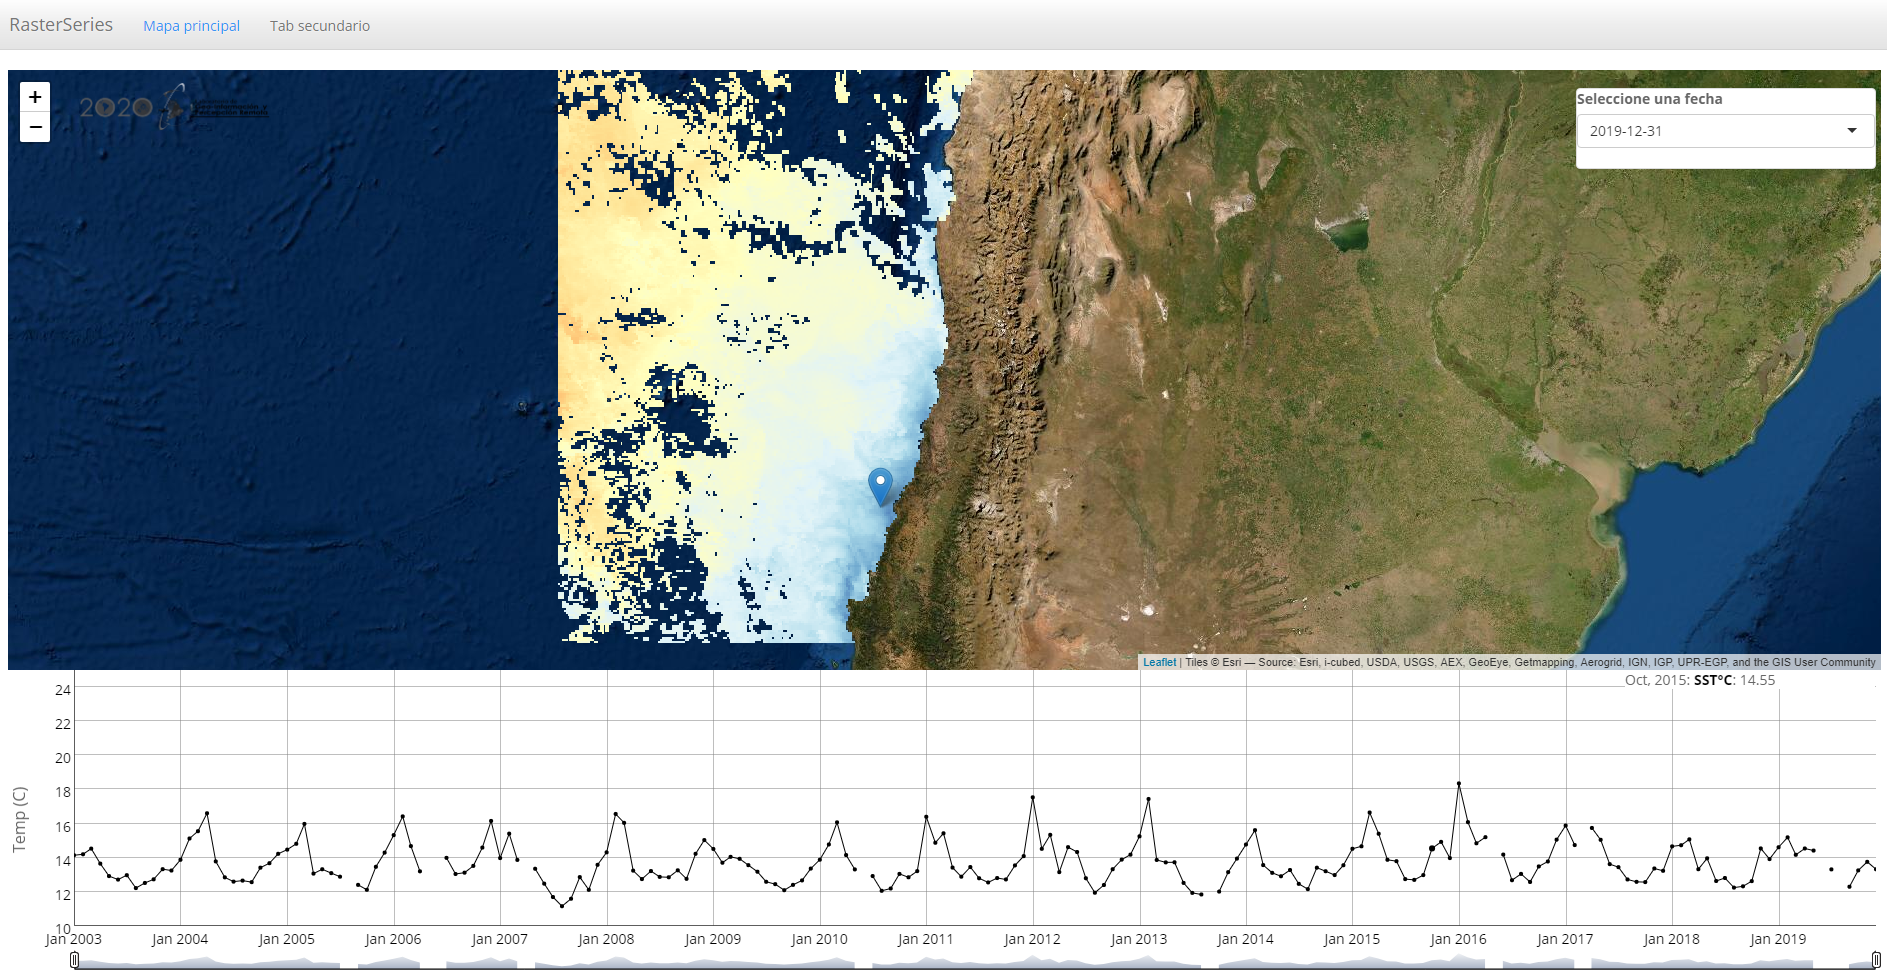 RasterSeries Mapa principal Tab secundario
+
−
2020
Seleccione una fecha
2019-12-31
Leaflet | Tiles © Esri — Source: Esri, i-cubed, USDA, USGS, AEX, GeoEye, Getmapping, Aerogrid, IGN, IGP, UPR-EGP, and the GIS User Community
Oct, 2015: SST°C: 14.55
Temp (C)
24
22
20
18
16
14
12
10
Jan 2003 Jan 2004 Jan 2005 Jan 2006 Jan 2007 Jan 2008 Jan 2009 Jan 2010 Jan 2011 Jan 2012 Jan 2013 Jan 2014 Jan 2015 Jan 2016 Jan 2017 Jan 2018 Jan 2019